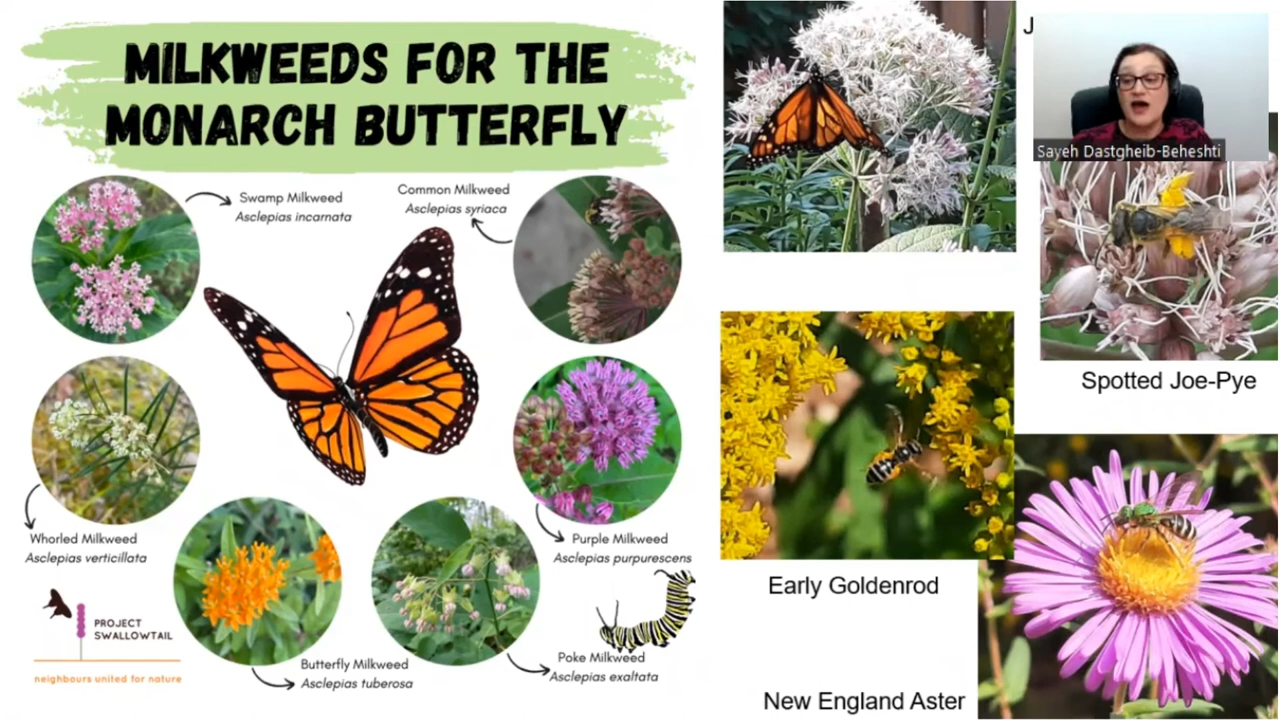 MILKWEEDS FOR THE
MONARCH BUTTERFLY
Swamp Milkweed
Asclepias incarnata
Common Milkweed
Asclepias syriaca
Whorled Milkweed
Asclepias verticillata
Purple Milkweed
Asclepias purpurescens
Butterfly Milkweed
Asclepias tuberosa
Poke Milkweed
Asclepias exaltata
PROJECT
SWALLOWTAIL
neighbours united for nature
J
Sayeh Dastgheib-Beheshti
Spotted Joe-Pye
Early Goldenrod
New England Aster